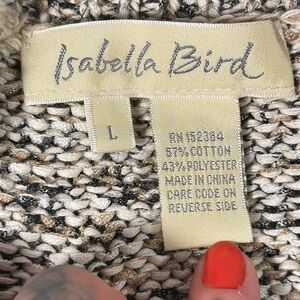 Isabella Bird
L
RN 152384
57% COTTON
43% POLYESTER
MADE IN CHINA
CARE CODE ON
REVERSE SIDE